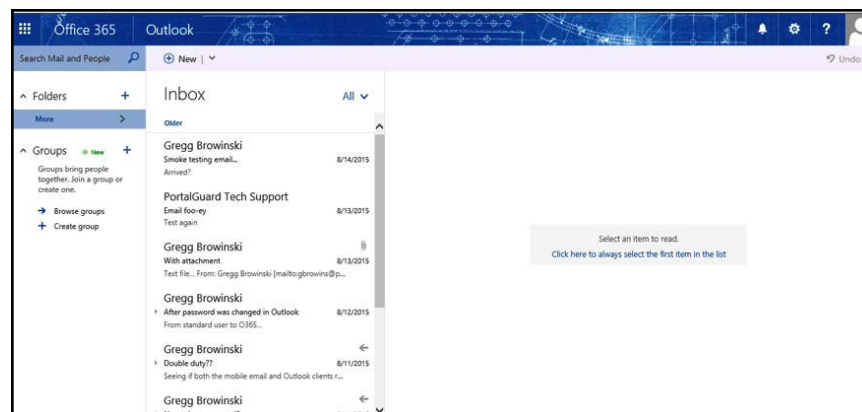 Office 365 Outlook ?
Search Mail and People New Undo
Folders +
More
Groups New +
Groups bring people
together. Join a group or
create one.
Browse groups
+ Create group
Inbox All
Older
Gregg Browinski
Smoke testing email... 8/14/2015
Arrived?
PortalGuard Tech Support
Email foo-ey 8/13/2015
Test again
Gregg Browinski
With attachment 8/13/2015
Text file... From: Gregg Browinski [mailto:gbrowins@p...
Gregg Browinski
After password was changed in Outlook 8/12/2015
From standard user to O365...
Gregg Browinski
Double duty?? 8/11/2015
Seeing if both the mobile email and Outlook clients r...
Gregg Browinski
Select an item to read.
Click here to always select the first item in the list